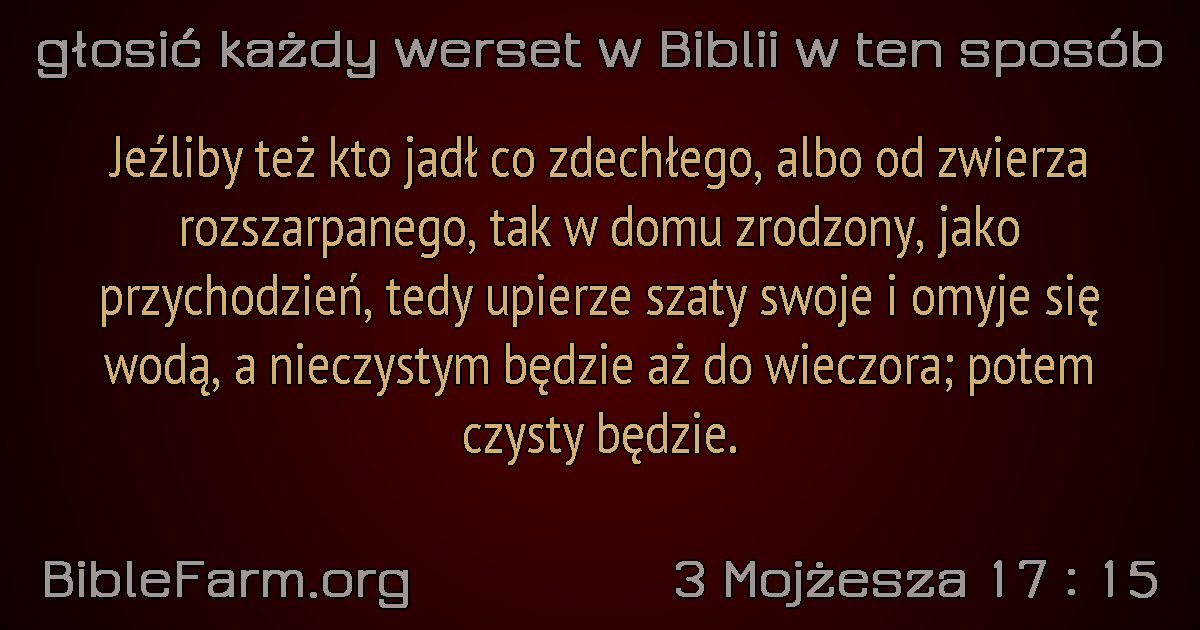 głosić każdy werset w Biblii w ten sposób
Jeźliby też kto jadł co zdechłego, albo od zwierza
rozszarpanego, tak w domu zrodzony, jako
przychodzień, tedy upierze szaty swoje i omyje się
wodą, a nieczystym będzie aż do wieczora; potem
czysty będzie.
BibleFarm.org
3 Mojżesza 17 : 15